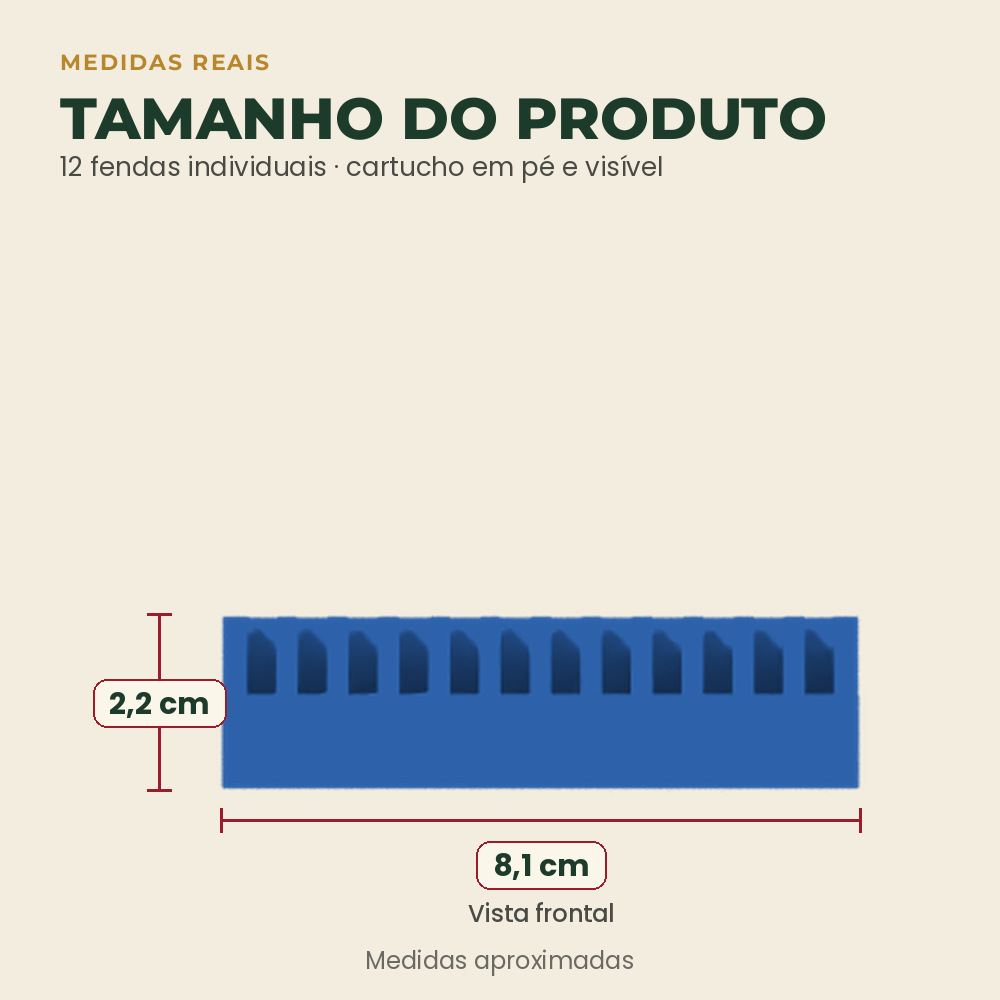 MEDIDAS REAIS
TAMANHO DO PRODUTO
12 fendas individuais · cartucho em pé e visível
2,2 cm
8,1 cm
Vista frontal
Medidas aproximadas